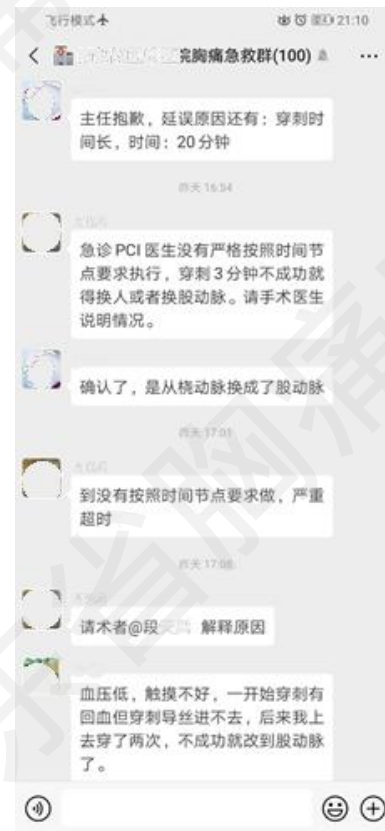 飞行模式 21:10
院胸痛急救群(100)
主任抱歉，延误原因还有：穿刺时
间长，时间：20分钟
昨天 16:54
急诊PCI医生没有严格按照时间节
点要求执行，穿刺3分钟不成功就
得换人或者换股动脉。请手术医生
说明情况。
确认了，是从桡动脉换成了股动脉
昨天 17:01
到没有按照时间节点要求做，严重
超时
昨天 17:08
请术者@段 解释原因
血压低，触摸不好，一开始穿刺有
回血但穿刺导丝进不去，后来我上
去穿了两次，不成功就改到股动脉
了。